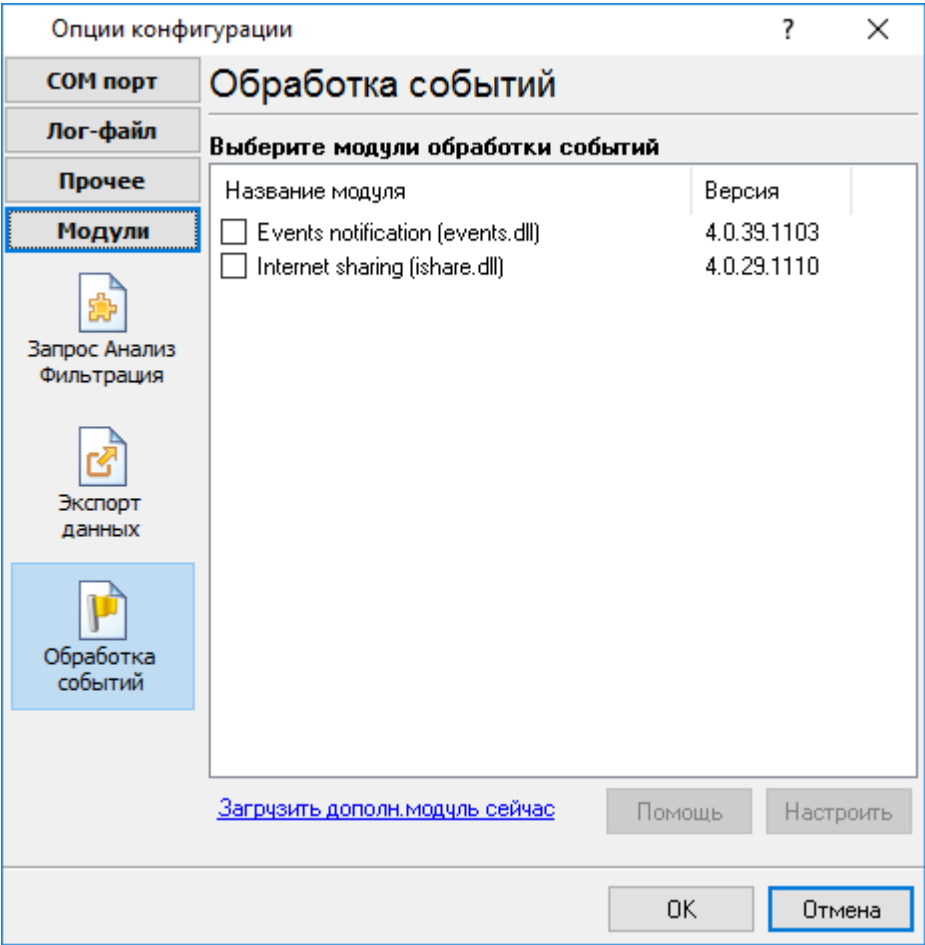 Опции конфигурации ?
COM порт
Лог-файл
Прочее
Модули
Запрос Анализ
Фильтрация
Экспорт
данных
Обработка
событий
Обработка событий
Выберите модули обработки событий
Название модуля Версия
Events notification (events.dll) 4.0.39.1103
Internet sharing (ishare.dll) 4.0.29.1110
Загрузить дополн.модуль сейчас Помощь Настроить
OK Отмена